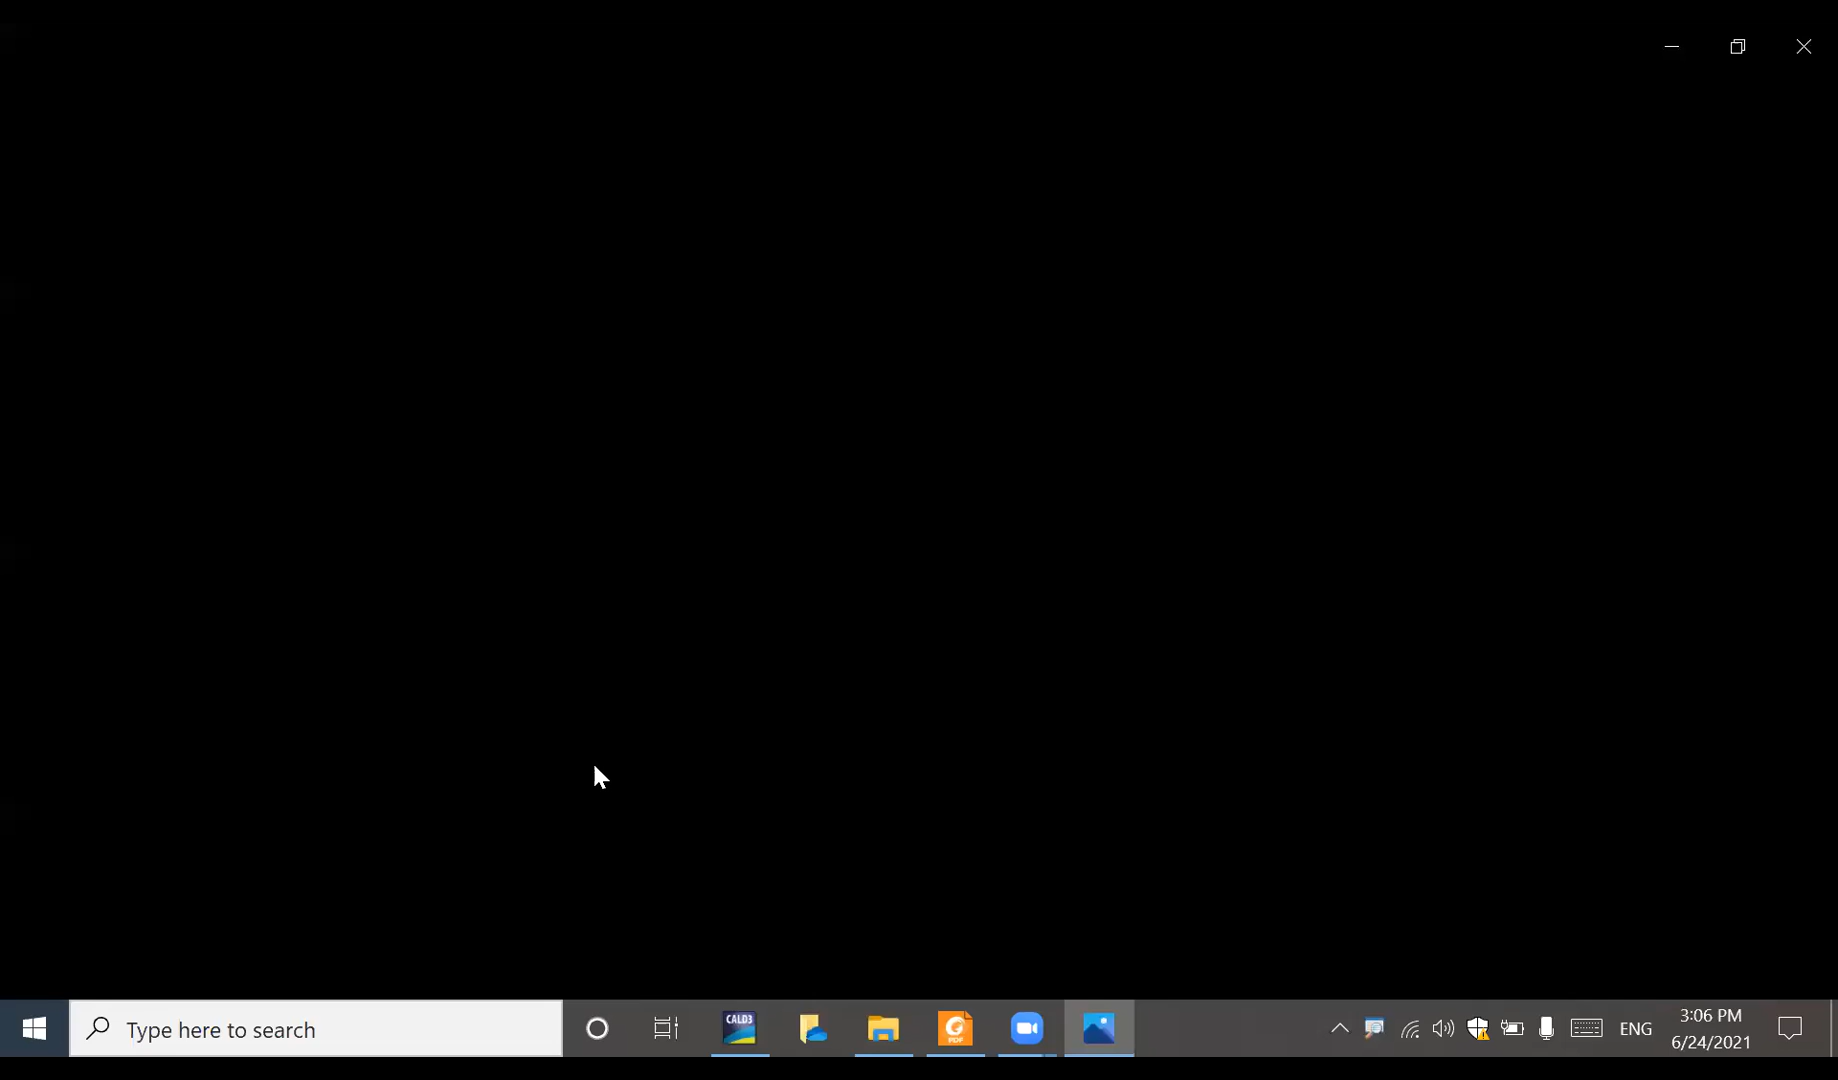 Type here to search
CALD3
PDF
ENG
3:06 PM
6/24/2021